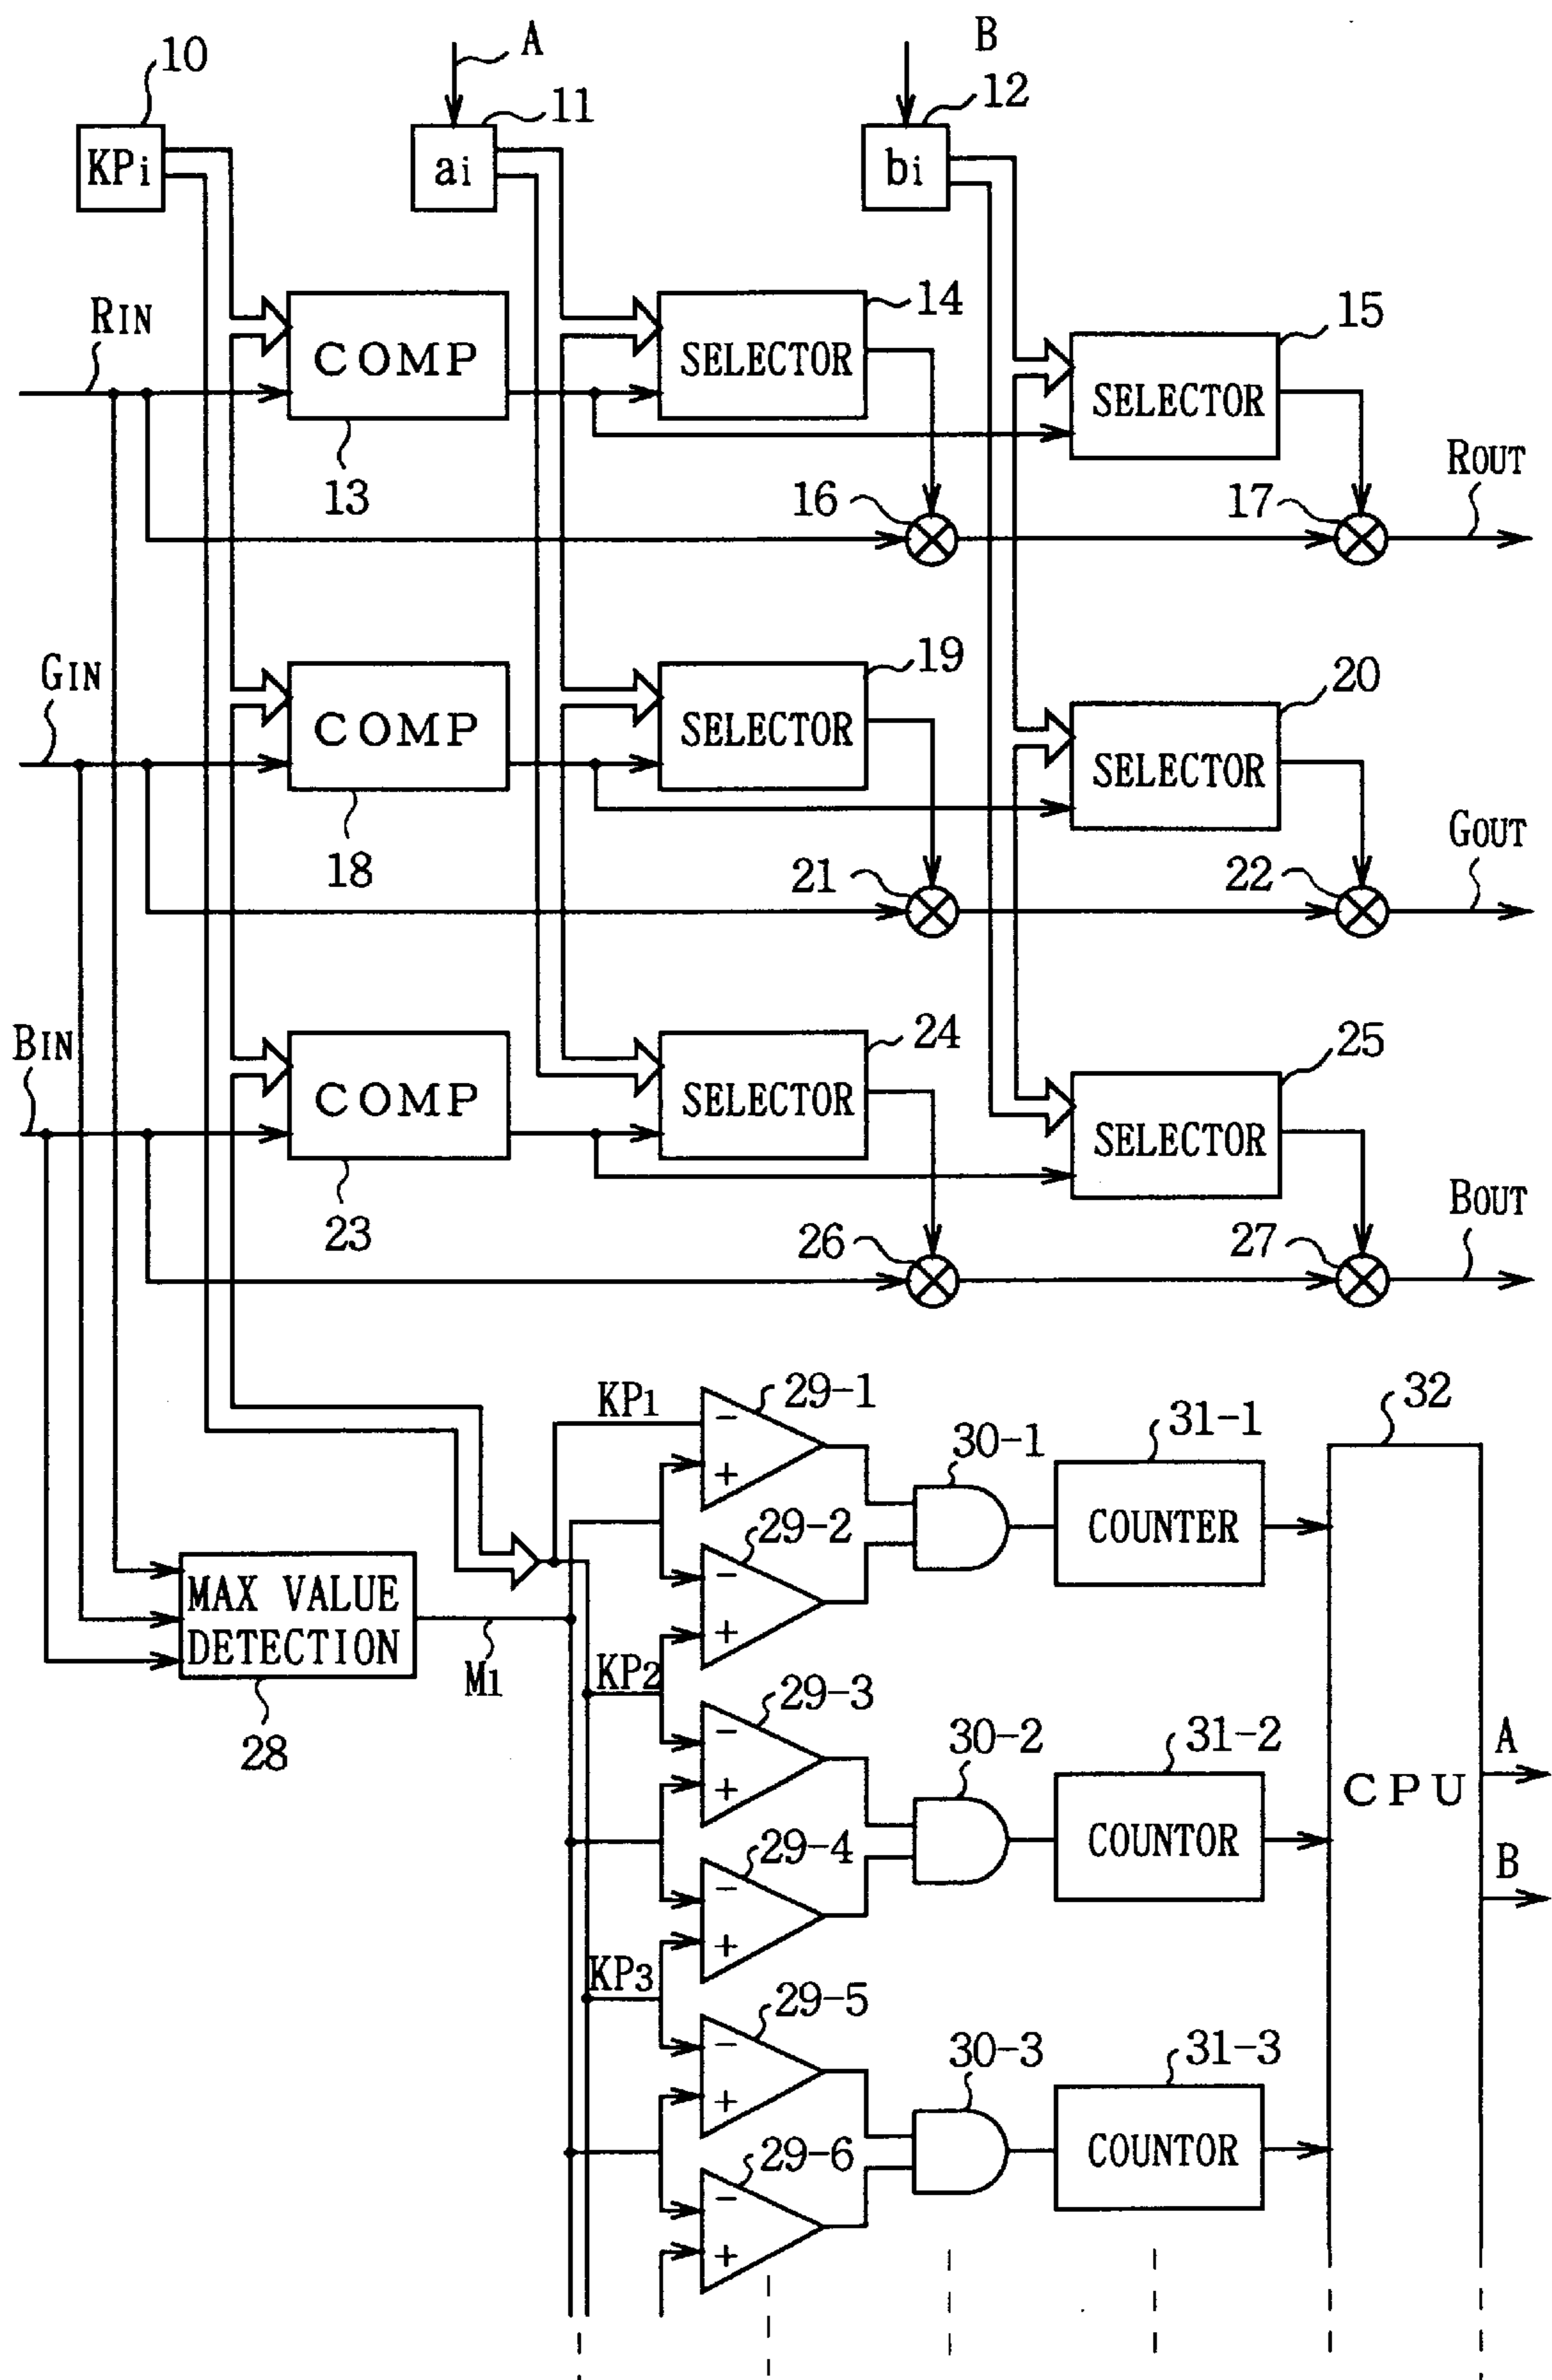 A
B
10
11
12
KPi
ai
bi
RIN
COMP
14
SELECTOR
15
SELECTOR
13
16
17
ROUT
GIN
COMP
19
SELECTOR
20
SELECTOR
18
21
22
GOUT
BIN
COMP
24
SELECTOR
25
SELECTOR
23
26
27
BOUT
KP1
29-1
30-1
31-1
32
-
+
COUNTER
29-2
-
+
MAX VALUE
DETECTION
M1
28
KP2
29-3
30-2
31-2
-
+
COUNTOR
CPU
A
B
29-4
-
+
KP3
29-5
30-3
31-3
-
+
COUNTOR
29-6
-
+